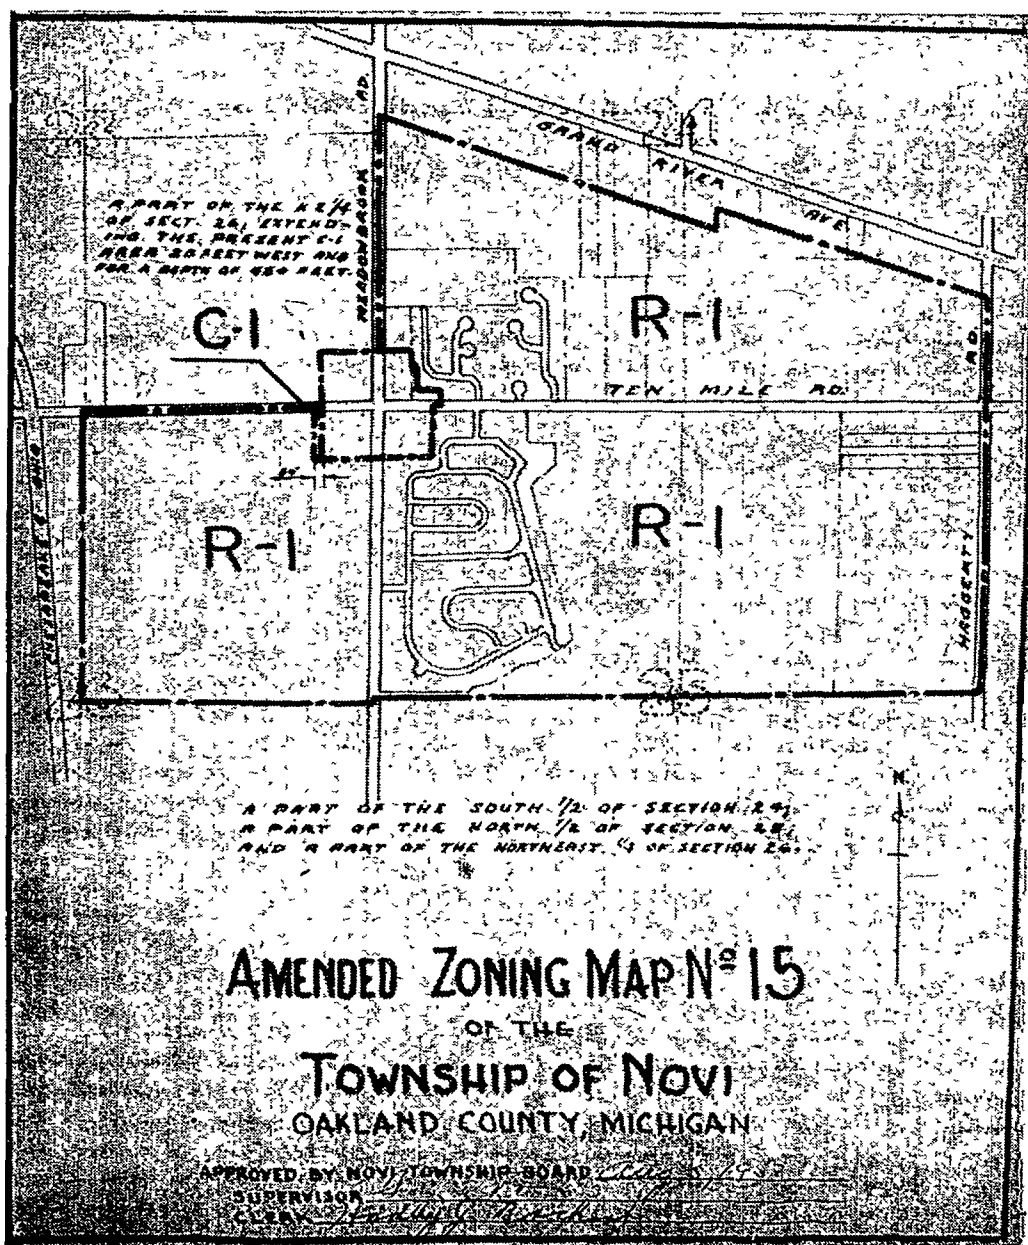 GRAND RIVER AVE
MEADOWBROOK RD.
A PART OF THE N E 1/4
OF SECT. 26, EXTEND-
ING THE PRESENT C-1
AREA 20 FEET WEST AND
FOR A DEPTH OF FEET.
C-1
R-1
RD.
TEN MILE RD.
R-1
R-1
HAGGERTY
CHESAPEAKE & OHIO
N
A PART OF THE SOUTH 1/2 OF SECTION 24,
A PART OF THE NORTH 1/2 OF SECTION 25,
AND A PART OF THE NORTHEAST OF SECTION 26.
AMENDED ZONING MAP Nº 15
OF THE
TOWNSHIP OF NOVI
OAKLAND COUNTY, MICHIGAN
APPROVED BY NOVI TOWNSHIP BOARD
SUPERVISOR
CLERK